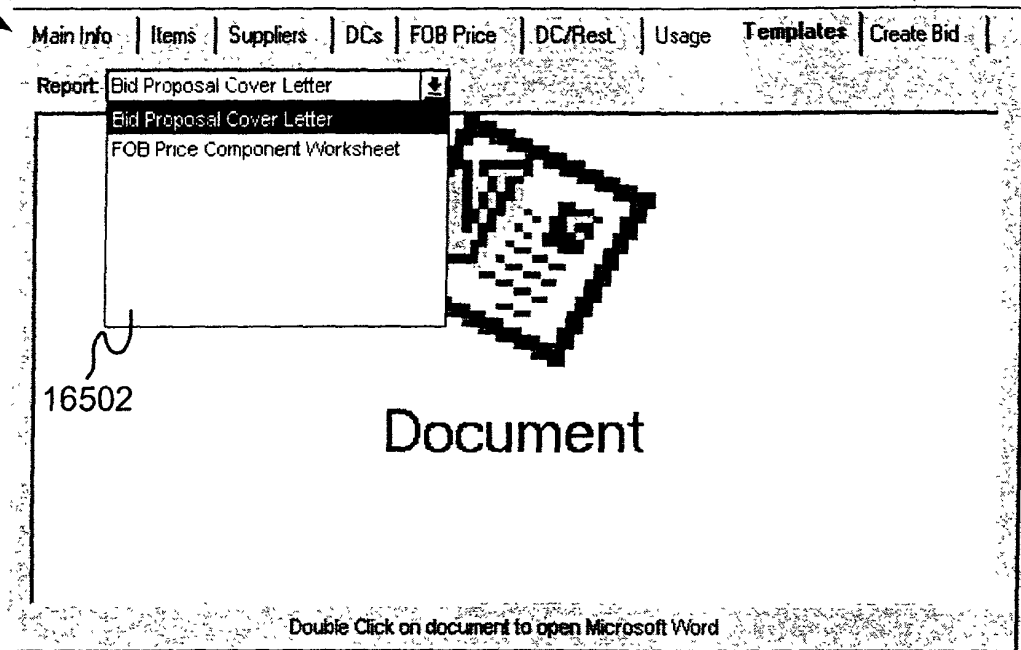 Main Info Items Suppliers DCs FOB Price DC/Rest. Usage Templates Create Bid
Report: Bid Proposal Cover Letter
Bid Proposal Cover Letter
FOB Price Component Worksheet
16502
Document
Double Click on document to open Microsoft Word